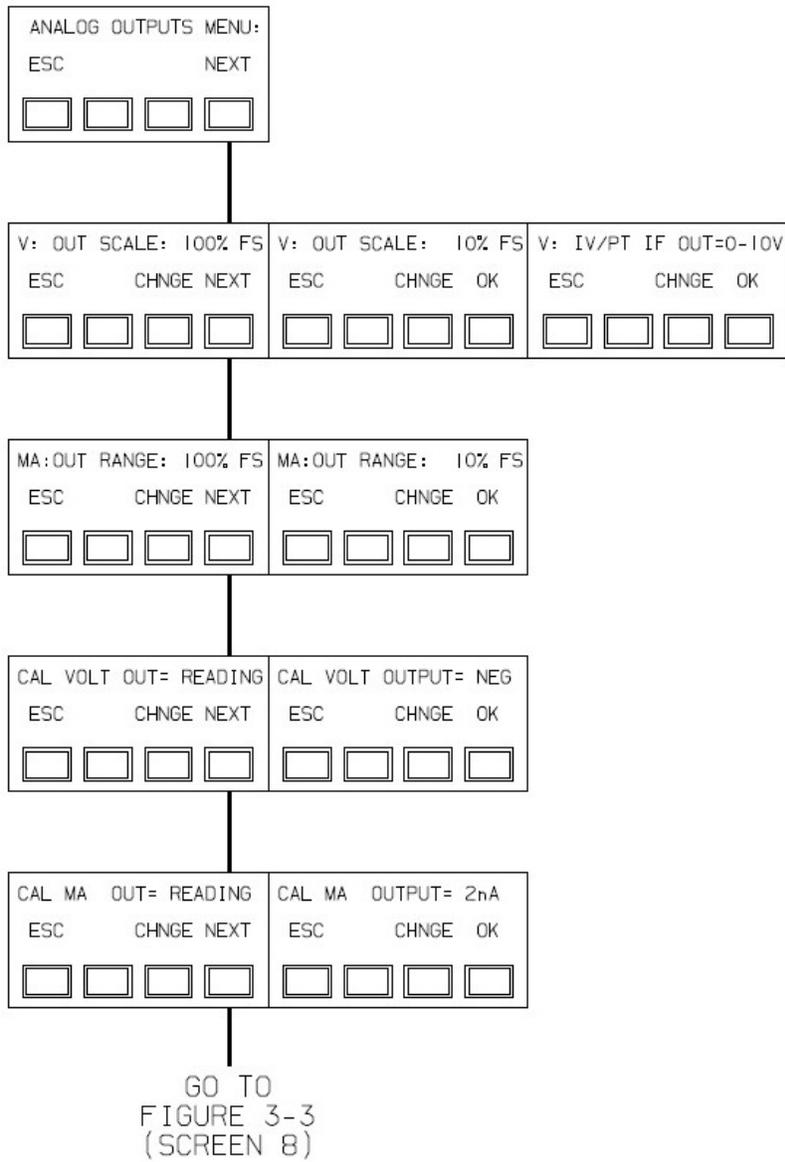 ANALOG OUTPUTS MENU:
ESC NEXT
V: OUT SCALE: 100% FS
ESC CHNGE NEXT
V: OUT SCALE: 10% FS
ESC CHNGE OK
V: IV/PT IF OUT=0-10V
ESC CHNGE OK
MA:OUT RANGE: 100% FS
ESC CHNGE NEXT
MA:OUT RANGE: 10% FS
ESC CHNGE OK
CAL VOLT OUT= READING
ESC CHNGE NEXT
CAL VOLT OUTPUT= NEG
ESC CHNGE OK
CAL MA OUT= READING
ESC CHNGE NEXT
CAL MA OUTPUT= 2nA
ESC CHNGE OK
GO TO
FIGURE 3-3
(SCREEN 8)